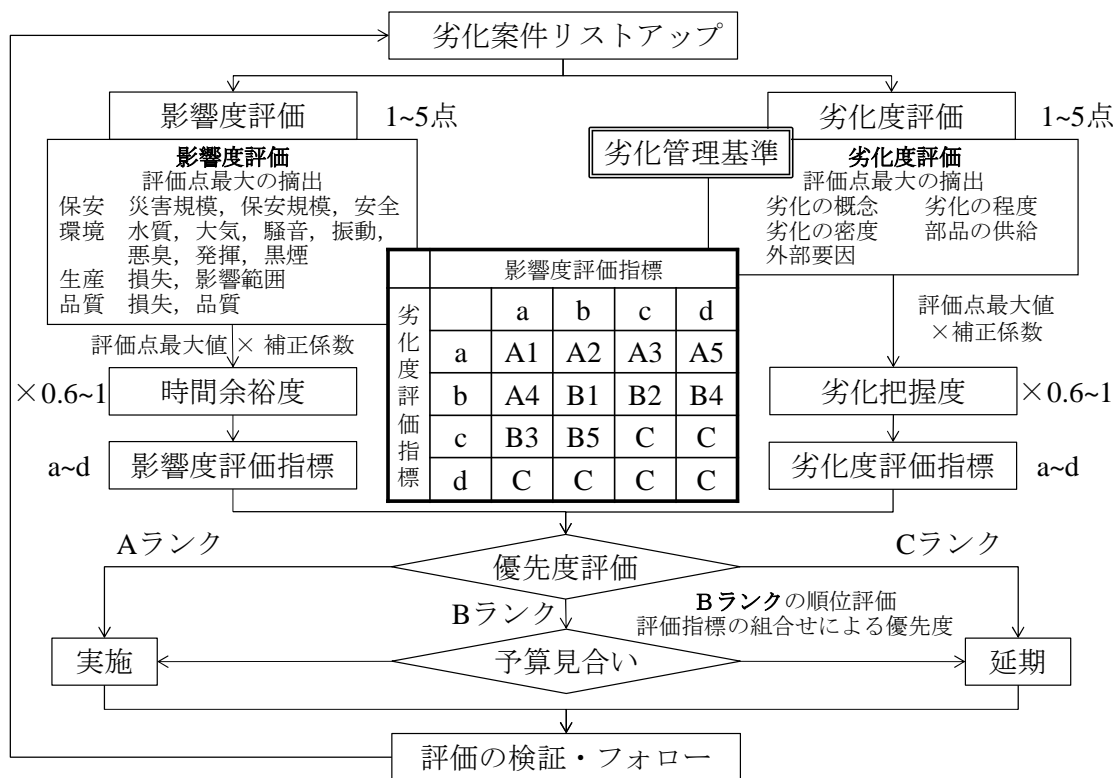 劣化案件リストアップ
影響度評価
1~5点
劣化度評価
1~5点
影響度評価
評価点最大の摘出
保安 災害規模, 保安規模, 安全
環境 水質, 大気, 騒音, 振動,
悪臭, 発揮, 黒煙
生産 損失, 影響範囲
品質 損失, 品質
劣化管理基準
劣化度評価
評価点最大の摘出
劣化の概念 劣化の程度
劣化の密度 部品の供給
外部要因
影響度評価指標
劣化度評価指標
a b c d
a A1 A2 A3 A5
b A4 B1 B2 B4
c B3 B5 C C
d C C C C
評価点最大値 × 補正係数
評価点最大値
×補正係数
×0.6~1
時間余裕度
劣化把握度
×0.6~1
a~d
影響度評価指標
劣化度評価指標
a~d
Aランク
Cランク
優先度評価
Bランク
Bランクの順位評価
評価指標の組合せによる優先度
実施
予算見合い
延期
評価の検証・フォロー